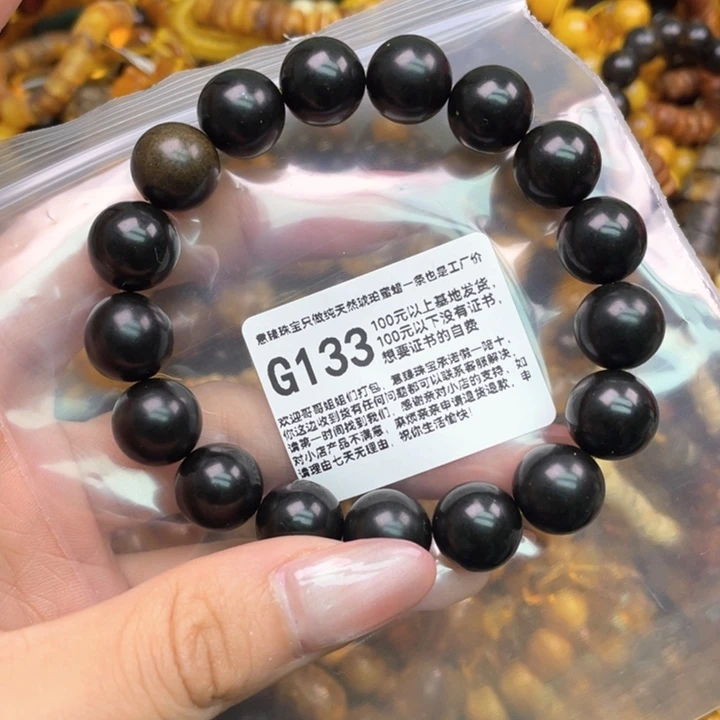 意臻珠宝只做纯天然琥珀蜜蜡一条也是工厂价
G133
100元以上基地发货,
100元以下没有证书,
想要证书的自费
欢迎哥哥姐姐们打包,意臻珠宝承诺假一赔十,
你这边收到货有任何问题都可以联系客服解决,
请第一时间找到我们,感谢亲对小店的支持,如
对小店产品不满意,麻烦亲亲申请退货退款,申
请理由七天无理由,祝你生活愉快!